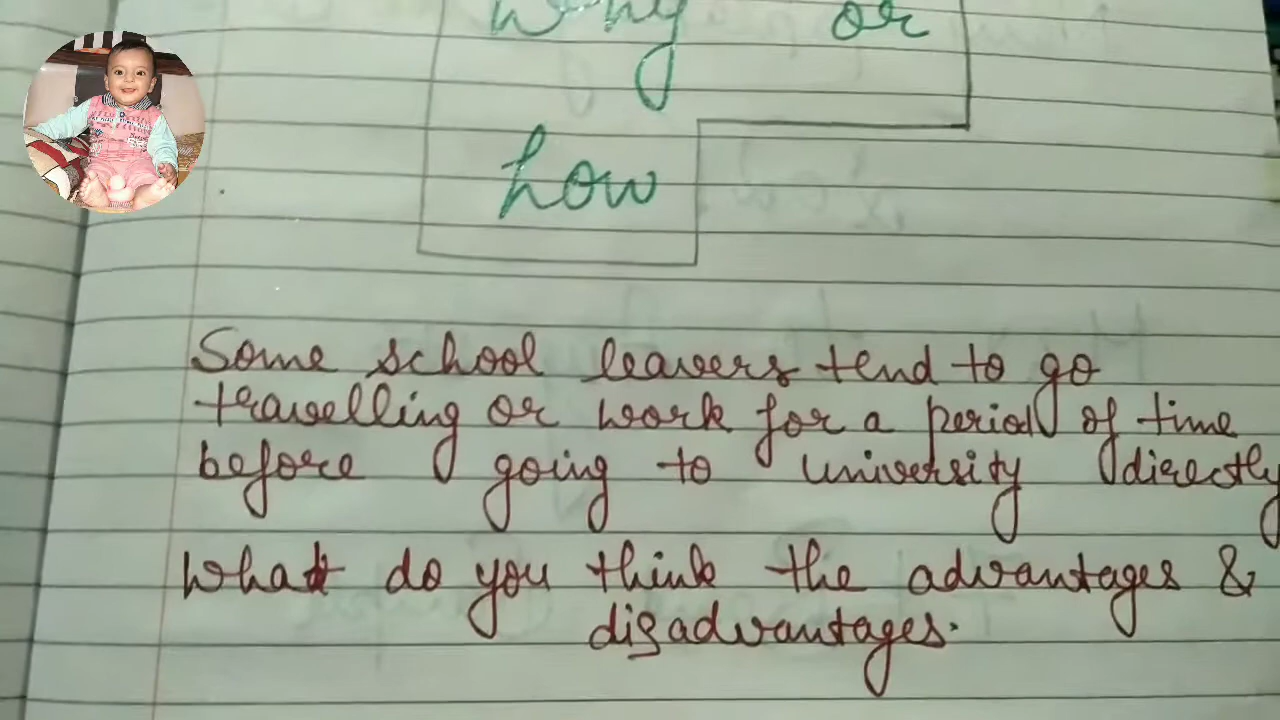 why or
how
Some school leavers tend to go
travelling or work for a period of time
before going to university directly
What do you think the advantages &
disadvantages.